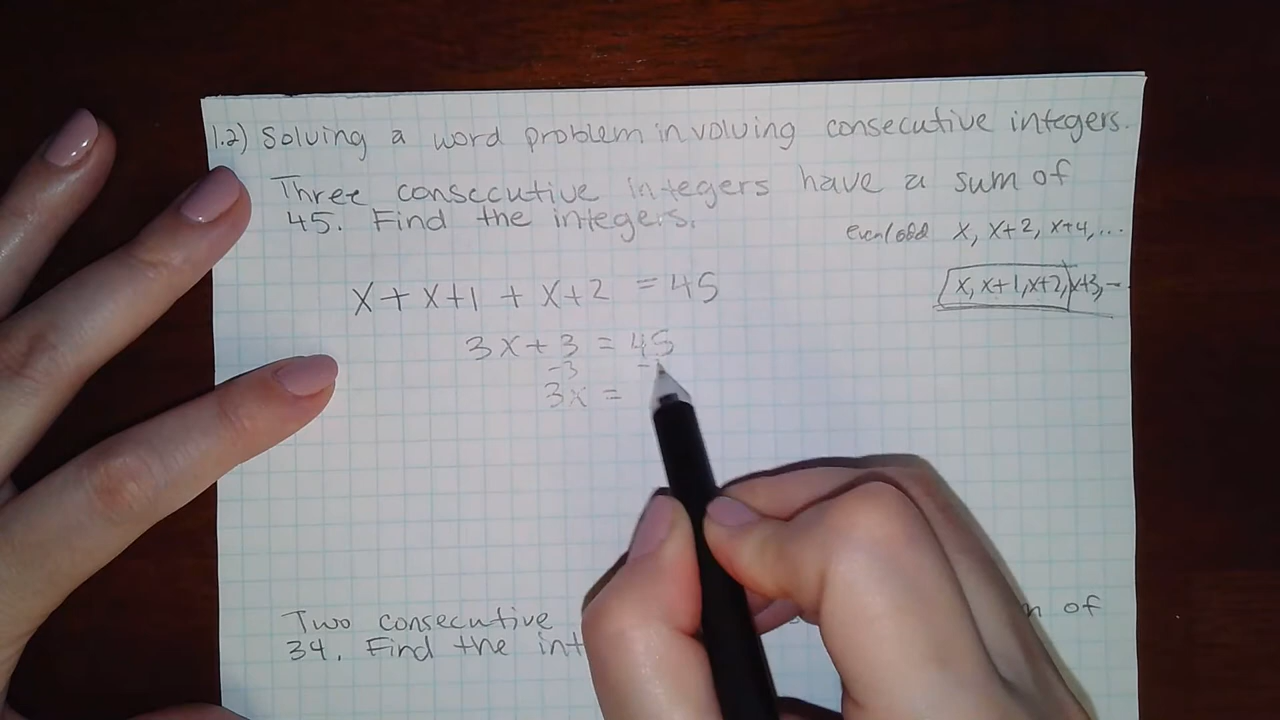 1.2) Solving a word problem involving consecutive integers.
Three consecutive integers have a sum of
45. Find the integers.
even/odd x, x+2, x+4, ...
x, x+1, x+2, x+3, --
x + x+1 + x+2 = 45
3x + 3 = 45
-3 -
3x =
Two consecutive of
34. Find the int